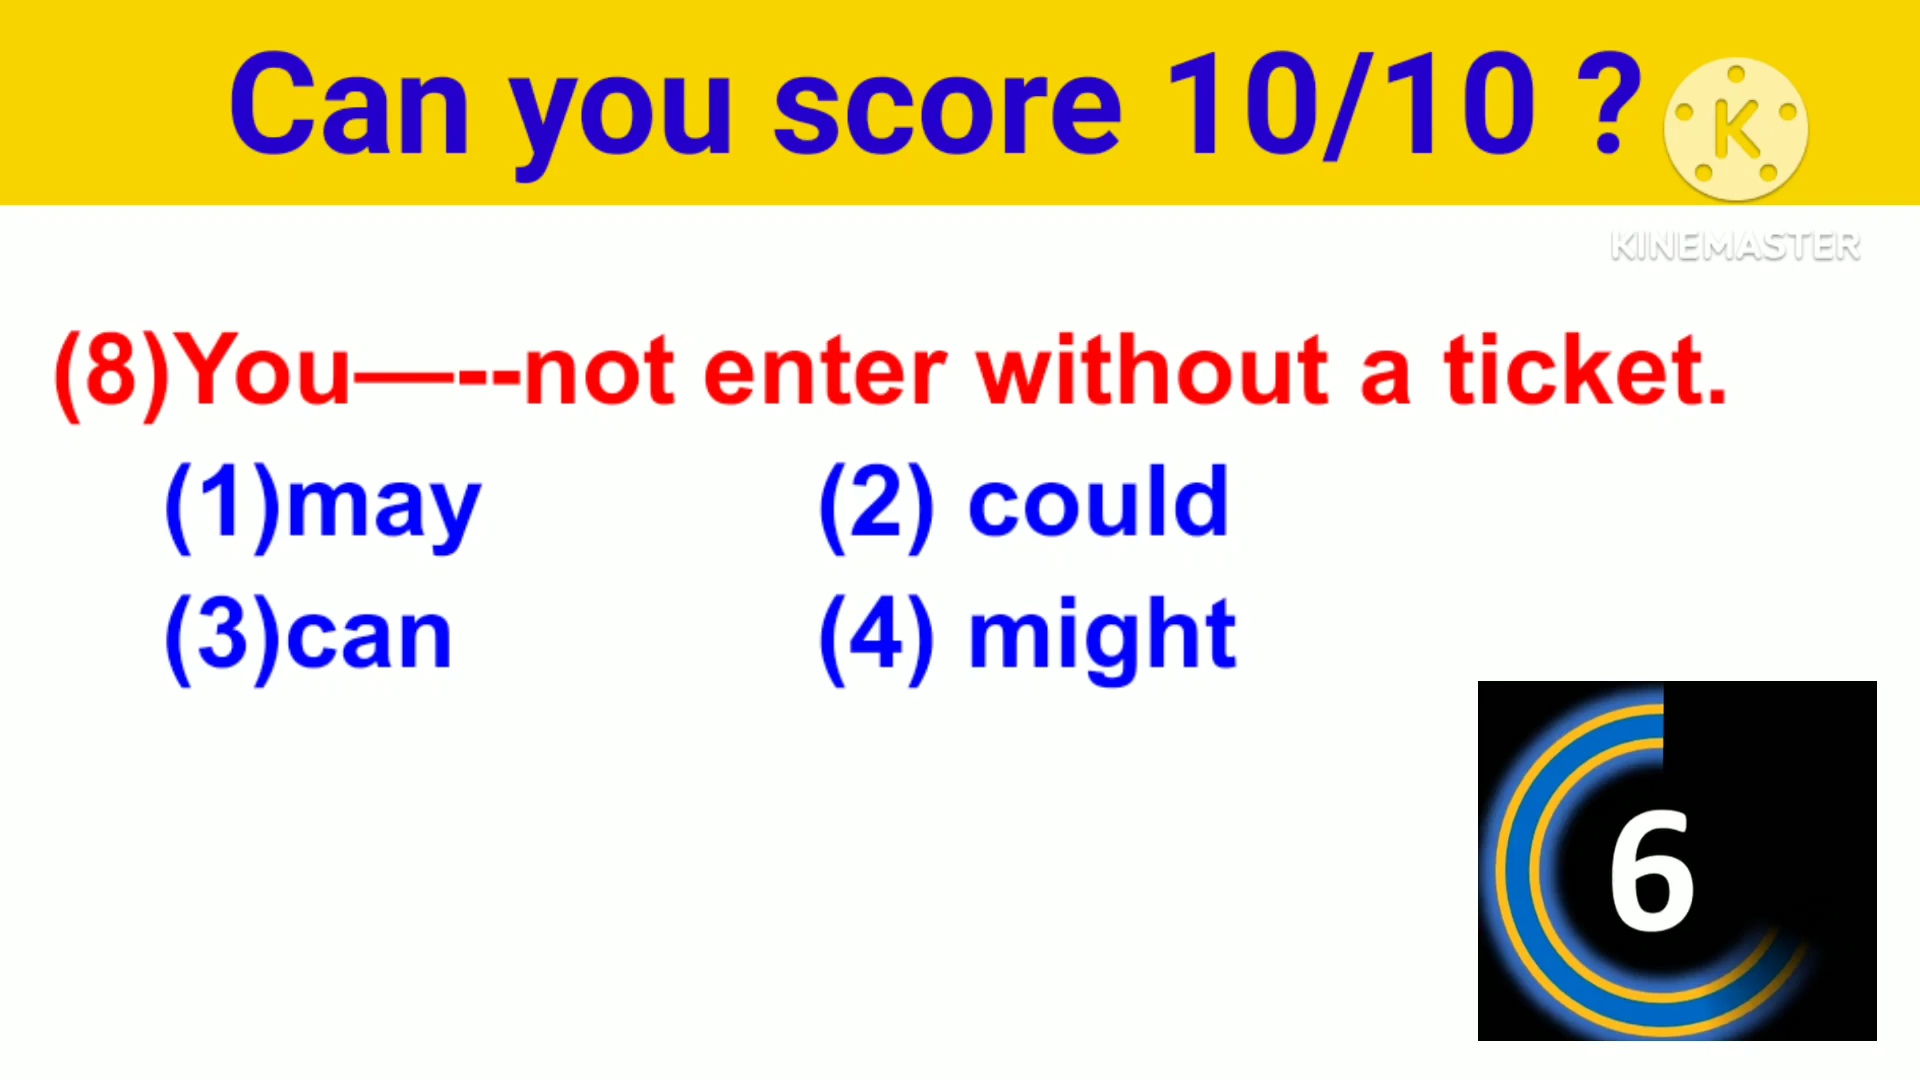 Can you score 10/10 ?
K
KINEMASTER
(8)You—--not enter without a ticket.
(1)may (2) could
(3)can (4) might
6